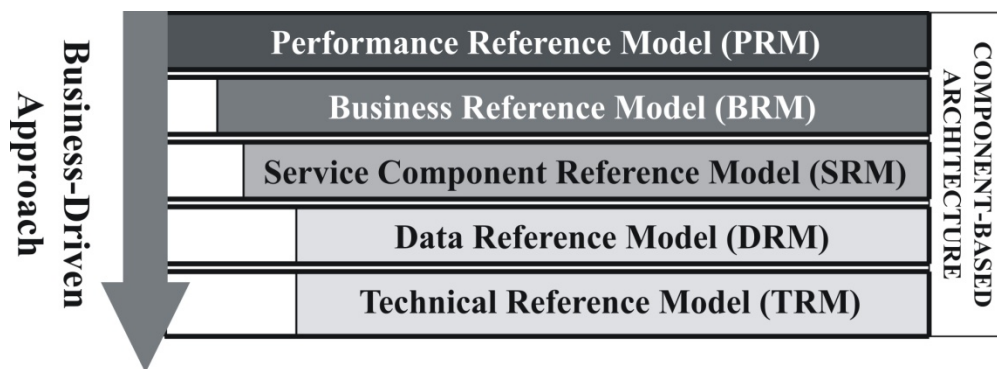 Business-Driven
Approach
Performance Reference Model (PRM)
Business Reference Model (BRM)
Service Component Reference Model (SRM)
Data Reference Model (DRM)
Technical Reference Model (TRM)
COMPONENT-BASED
ARCHITECTURE